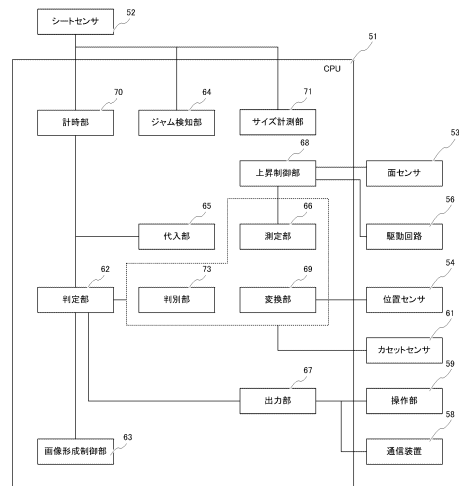 シートセンサ
52
51
CPU
70
64
71
計時部
ジャム検知部
サイズ計測部
68
53
上昇制御部
面センサ
65
66
56
代入部
測定部
駆動回路
62
73
69
54
判定部
判別部
変換部
位置センサ
61
カセットセンサ
67
59
出力部
操作部
58
63
画像形成制御部
通信装置